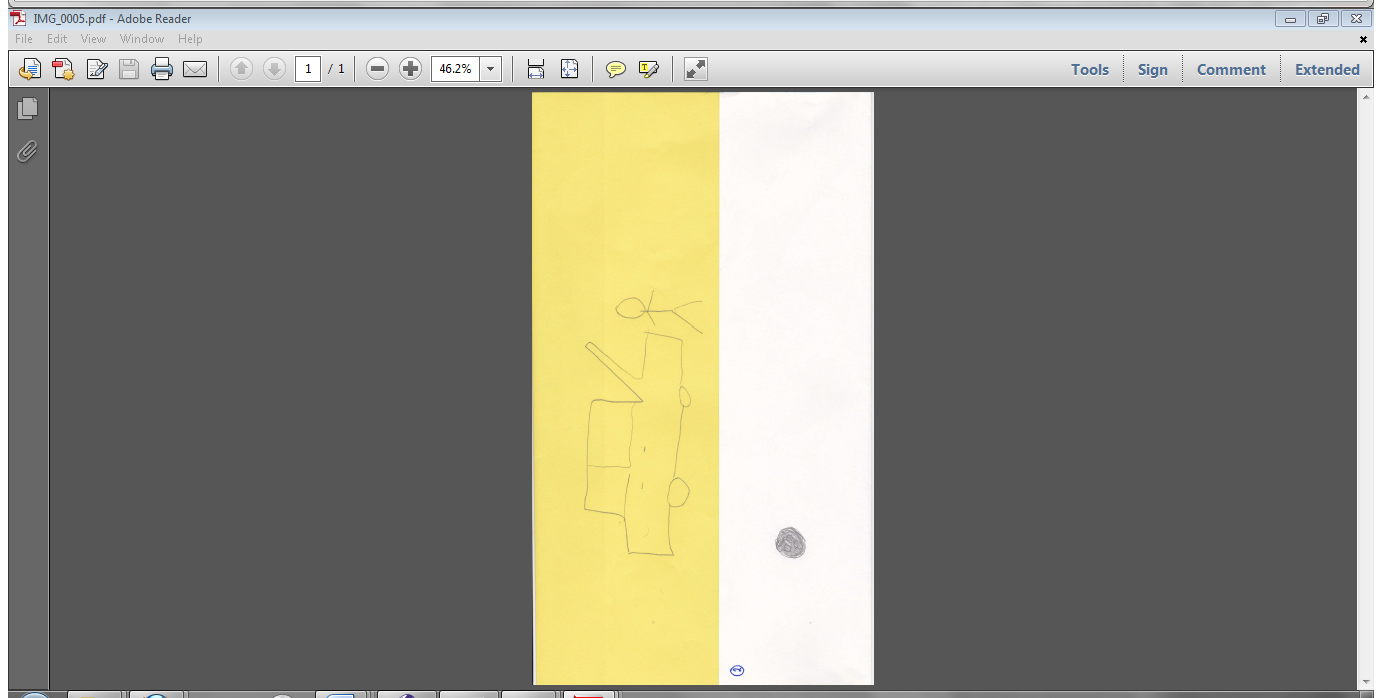 IMG_0005.pdf - Adobe Reader
File Edit View Window Help
1 / 1 46.2% Tools Sign Comment Extended